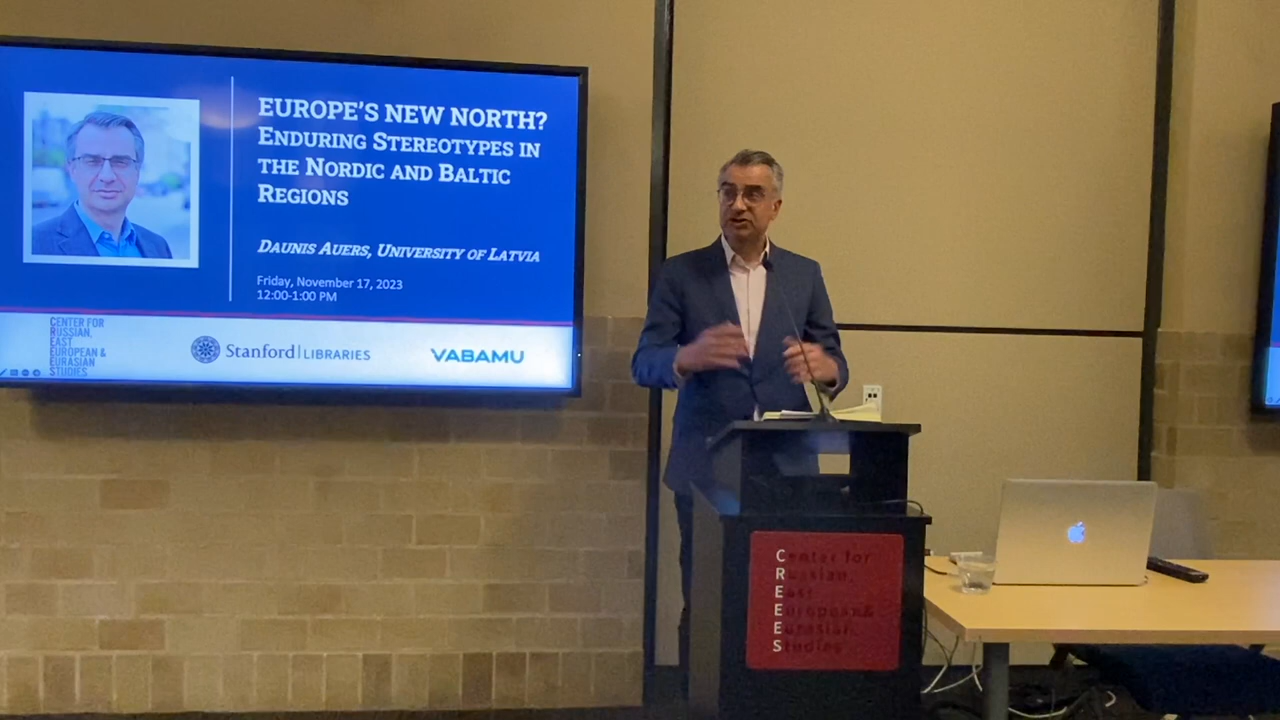 EUROPE'S NEW NORTH?
ENDURING STEREOTYPES IN
THE NORDIC AND BALTIC
REGIONS
DAUNIS AUERS, UNIVERSITY OF LATVIA
Friday, November 17, 2023
12:00-1:00 PM
CENTER FOR
RUSSIAN,
EAST
EUROPEAN &
EURASIAN
STUDIES
Stanford | LIBRARIES
VABAMU
Center for
Russian,
East
European &
Eurasian
Studies